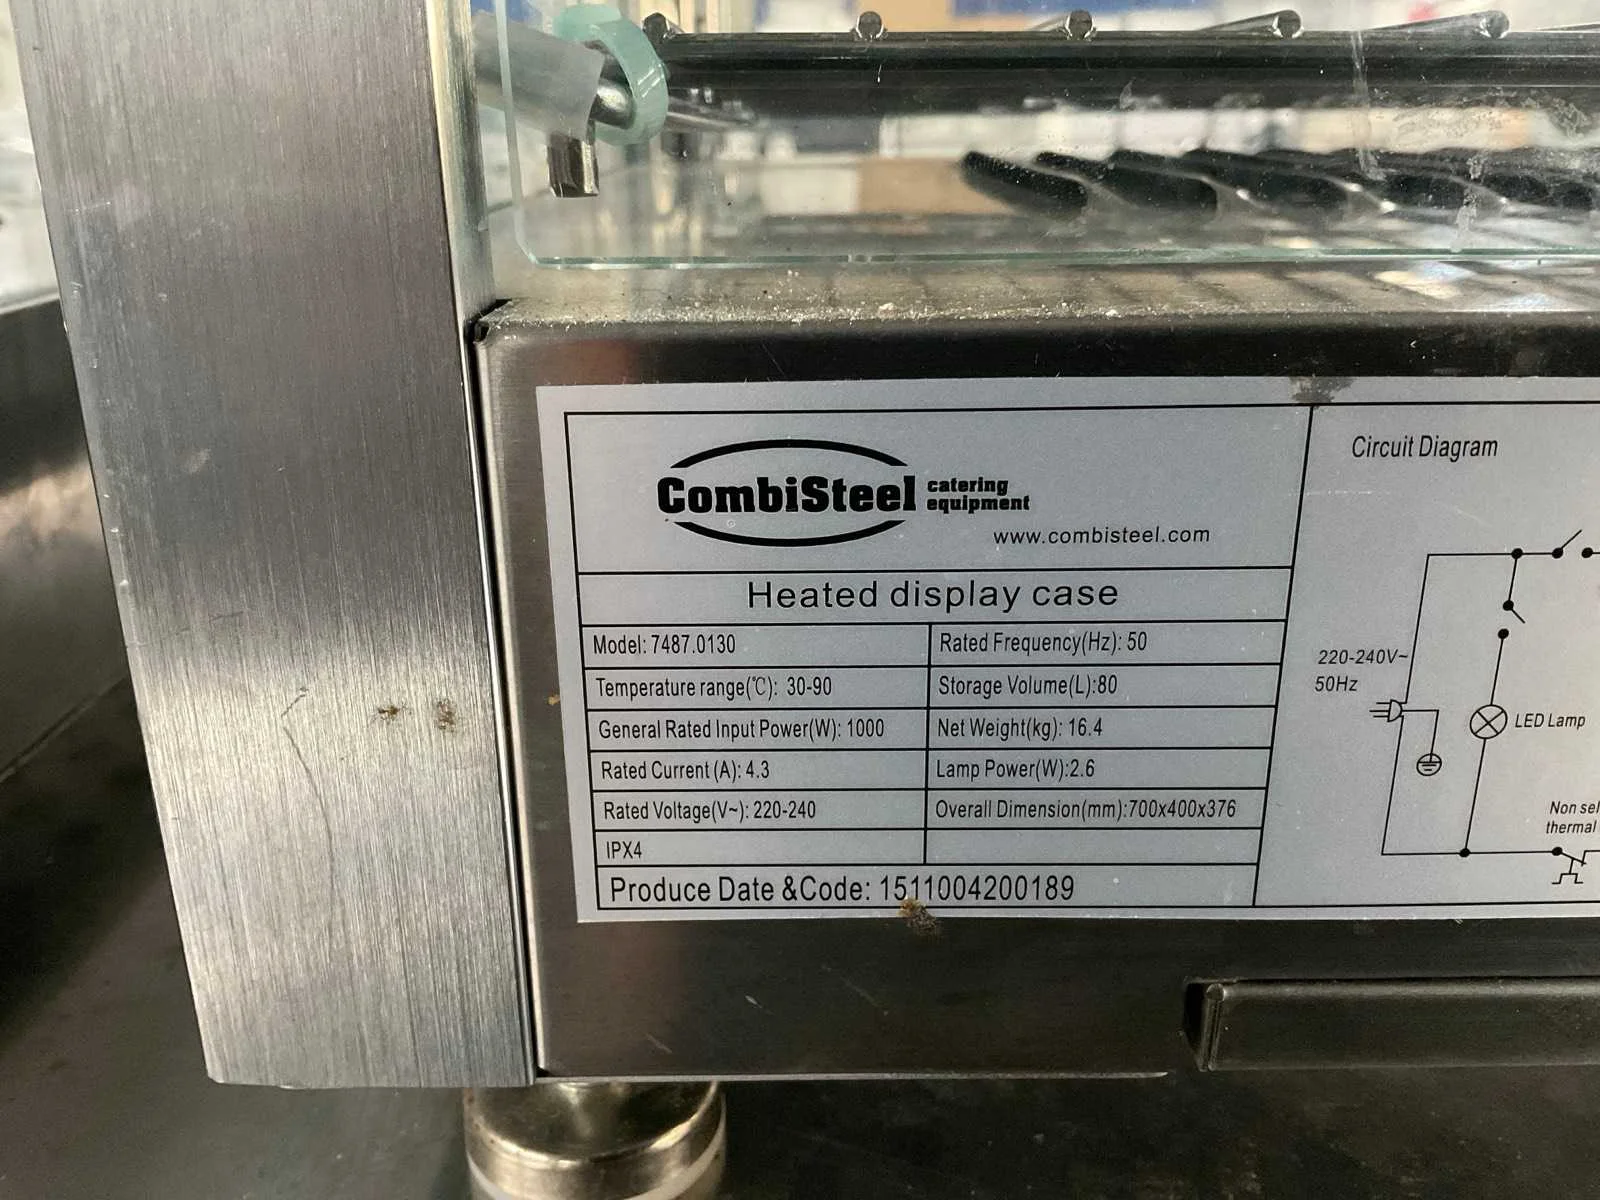 CombiSteel catering equipment
www.combisteel.com
Heated display case
Model: 7487.0130
Rated Frequency(Hz): 50
Temperature range(℃): 30-90
Storage Volume(L):80
General Rated Input Power(W): 1000
Net Weight(kg): 16.4
Rated Current (A): 4.3
Lamp Power(W):2.6
Rated Voltage(V~): 220-240
Overall Dimension(mm):700x400x376
IPX4
Produce Date &Code: 1511004200189
Circuit Diagram
220-240V~
50Hz
LED Lamp
Non sel
thermal